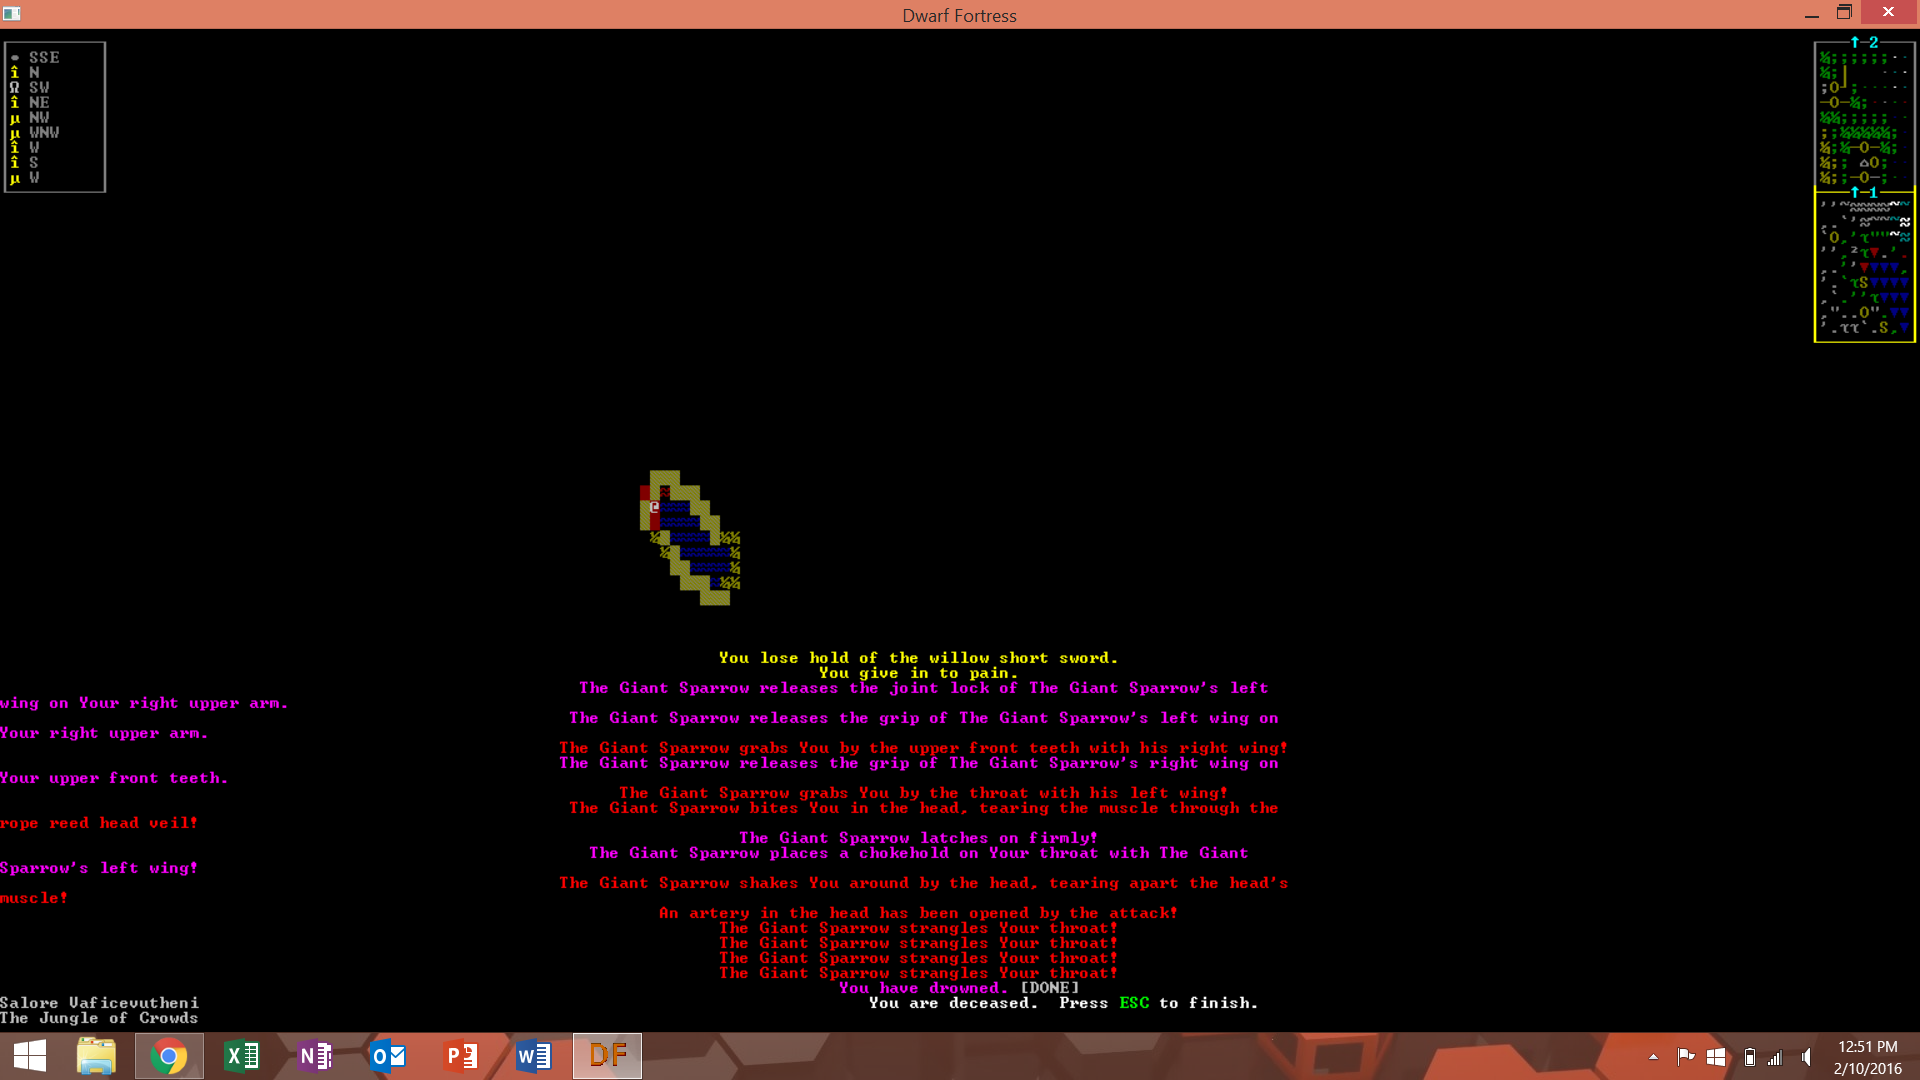 Dwarf Fortress
SSE
N
SW
NE
NW
WNW
W
S
W
2
1
You lose hold of the willow short sword.
You give in to pain.
The Giant Sparrow releases the joint lock of The Giant Sparrow's left
wing on Your right upper arm.
The Giant Sparrow releases the grip of The Giant Sparrow's left wing on
Your right upper arm.
The Giant Sparrow grabs You by the upper front teeth with his right wing!
The Giant Sparrow releases the grip of The Giant Sparrow's right wing on
Your upper front teeth.
The Giant Sparrow grabs You by the throat with his left wing!
The Giant Sparrow bites You in the head, tearing the muscle through the
rope reed head veil!
The Giant Sparrow latches on firmly!
The Giant Sparrow places a chokehold on Your throat with The Giant
Sparrow's left wing!
The Giant Sparrow shakes You around by the head, tearing apart the head's
muscle!
An artery in the head has been opened by the attack!
The Giant Sparrow strangles Your throat!
The Giant Sparrow strangles Your throat!
The Giant Sparrow strangles Your throat!
The Giant Sparrow strangles Your throat!
You have drowned. [DONE]
You are deceased. Press ESC to finish.
Salore Vaficevutheni
The Jungle of Crowds
DF
12:51 PM
2/10/2016